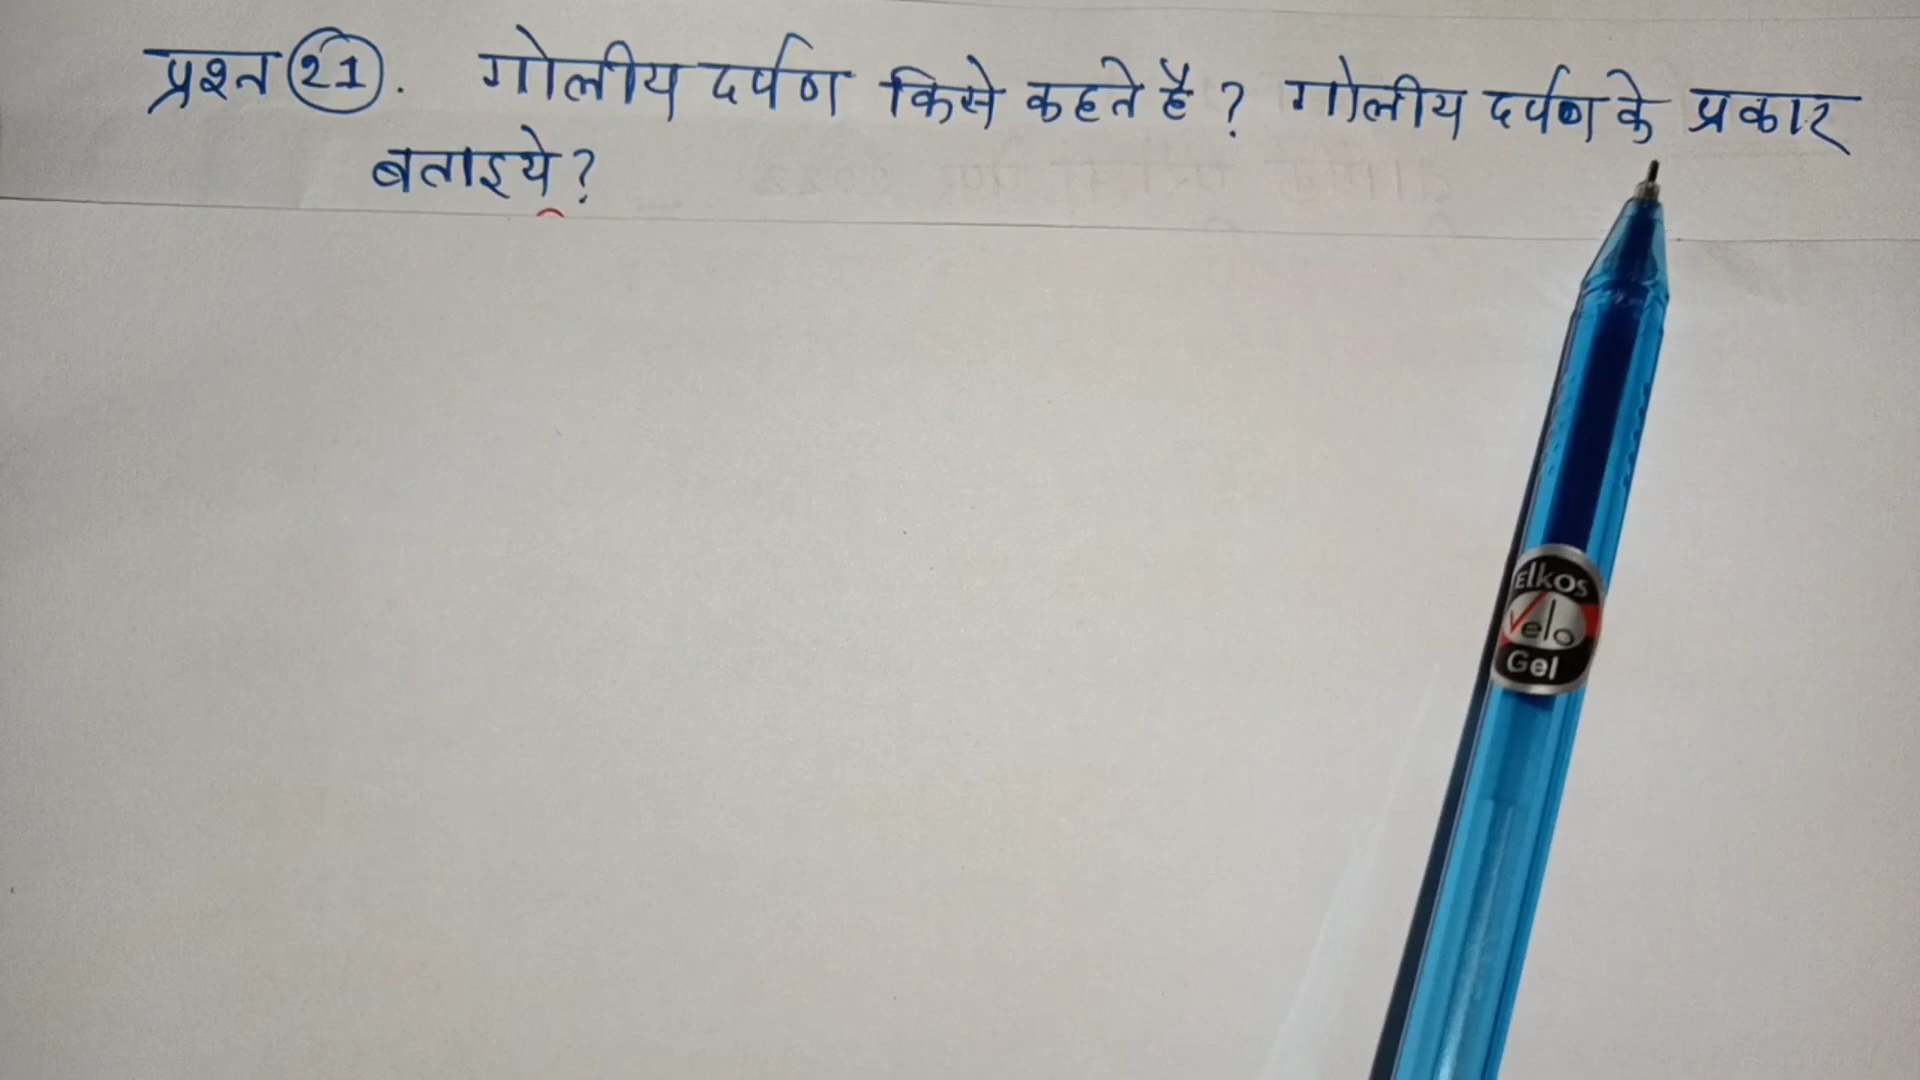 प्रश्न 21. गोलीय दर्पण किसे कहते है ? गोलीय दर्पण के प्रकार
बताइये ?
Elkos
Velo
Gel